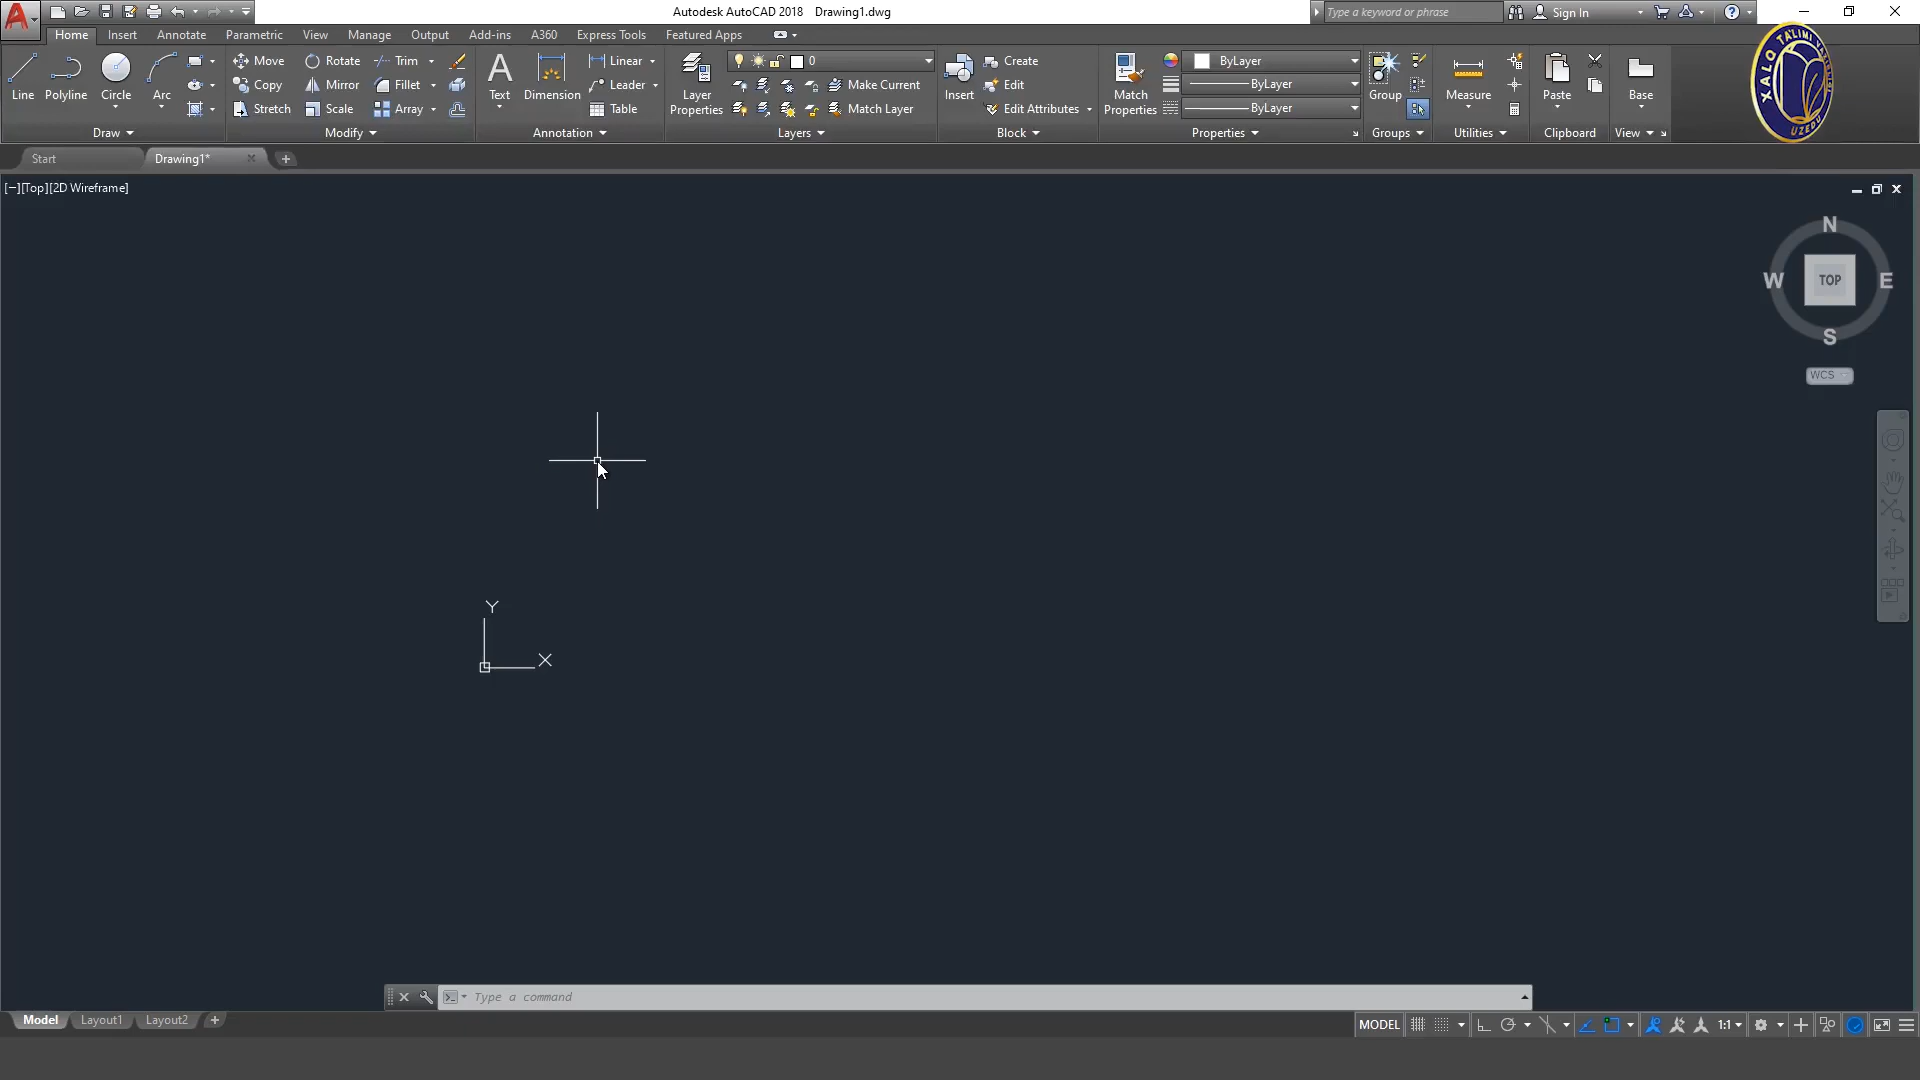 Autodesk AutoCAD 2018 Drawing1.dwg
Type a keyword or phrase
Sign In
Home Insert Annotate Parametric View Manage Output Add-ins A360 Express Tools Featured Apps
Line Polyline Circle Arc
Draw
Move Rotate Trim
Copy Mirror Fillet
Stretch Scale Array
Modify
Text Dimension
Linear
Leader
Table
Annotation
Layer Properties
0
Make Current
Match Layer
Layers
Insert
Create
Edit
Edit Attributes
Block
Match Properties
ByLayer
ByLayer
ByLayer
Properties
Group
Groups
Measure
Utilities
Paste
Clipboard
Base
View
UZEDU
Start Drawing1*
[−][Top][2D Wireframe]
N
W TOP E
S
WCS
Y
X
Type a command
Model Layout1 Layout2
MODEL 1:1